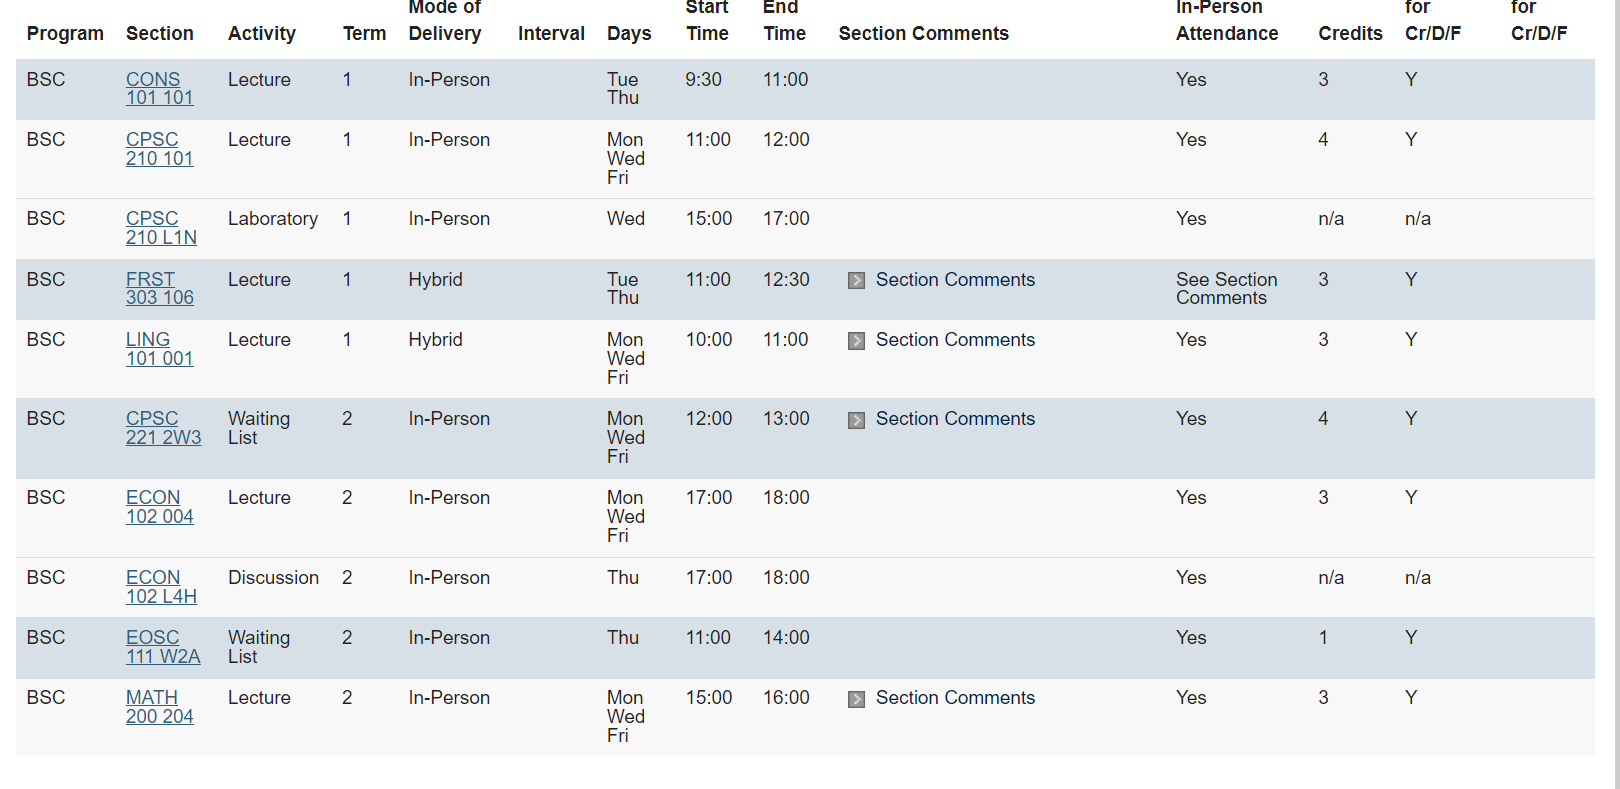 Mode of Start End In-Person for for
Program Section Activity Term Delivery Interval Days Time Time Section Comments Attendance Credits Cr/D/F Cr/D/F
BSC CONS Lecture 1 In-Person Tue 9:30 11:00 Yes 3 Y
101 101 Thu
BSC CPSC Lecture 1 In-Person Mon 11:00 12:00 Yes 4 Y
210 101 Wed
Fri
BSC CPSC Laboratory 1 In-Person Wed 15:00 17:00 Yes n/a n/a
210 L1N
BSC FRST Lecture 1 Hybrid Tue 11:00 12:30 Section Comments See Section 3 Y
303 106 Thu Comments
BSC LING Lecture 1 Hybrid Mon 10:00 11:00 Section Comments Yes 3 Y
101 001 Wed
Fri
BSC CPSC Waiting 2 In-Person Mon 12:00 13:00 Section Comments Yes 4 Y
221 2W3 List Wed
Fri
BSC ECON Lecture 2 In-Person Mon 17:00 18:00 Yes 3 Y
102 004 Wed
Fri
BSC ECON Discussion 2 In-Person Thu 17:00 18:00 Yes n/a n/a
102 L4H
BSC EOSC Waiting 2 In-Person Thu 11:00 14:00 Yes 1 Y
111 W2A List
BSC MATH Lecture 2 In-Person Mon 15:00 16:00 Section Comments Yes 3 Y
200 204 Wed
Fri